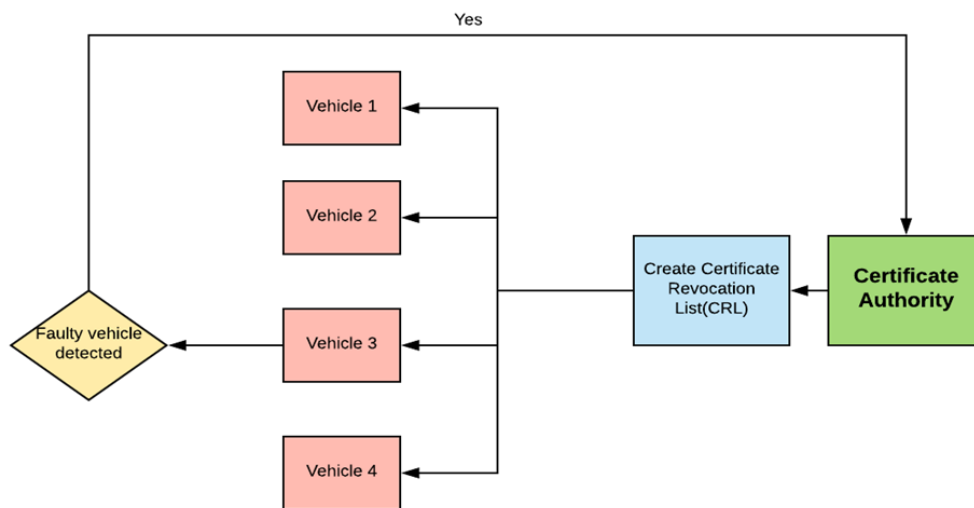 Yes
Vehicle 1
Vehicle 2
Create Certificate
Revocation
List(CRL)
Certificate
Authority
Faulty vehicle
detected
Vehicle 3
Vehicle 4